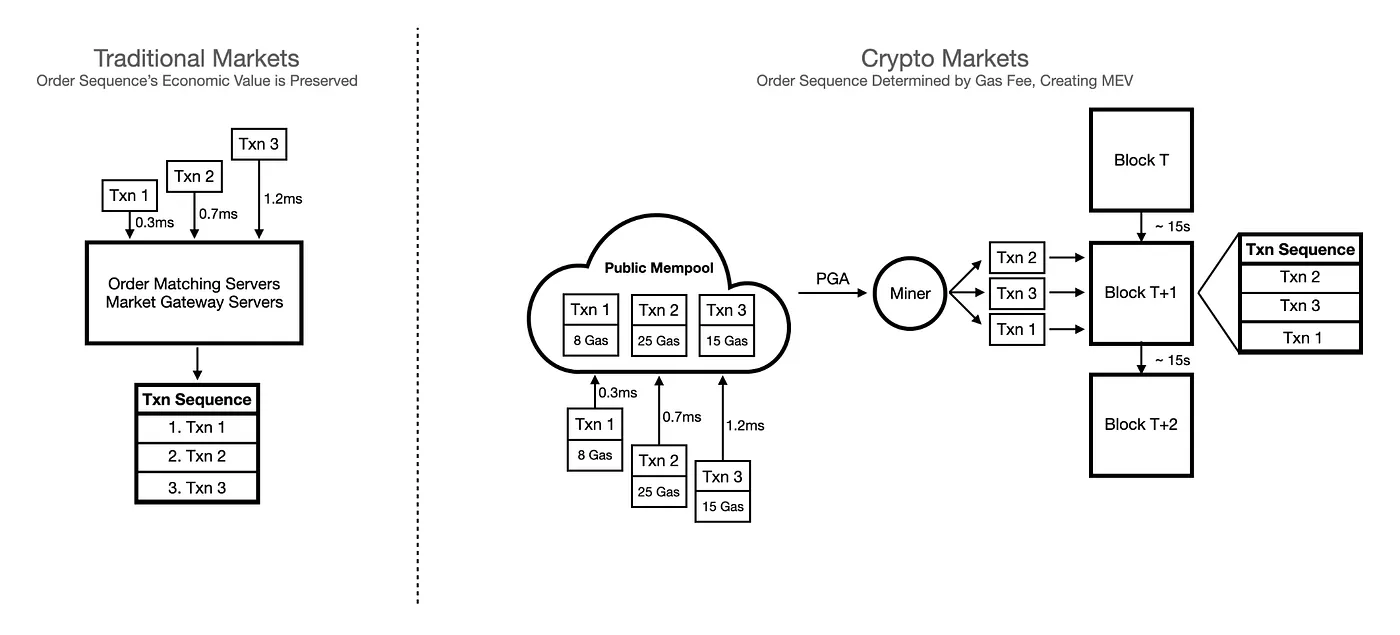 Traditional Markets
Order Sequence's Economic Value is Preserved
Txn 1
Txn 2
Txn 3
0.3ms
0.7ms
1.2ms
Order Matching Servers
Market Gateway Servers
Txn Sequence
1. Txn 1
2. Txn 2
3. Txn 3
Crypto Markets
Order Sequence Determined by Gas Fee, Creating MEV
Public Mempool
Txn 1
8 Gas
Txn 2
25 Gas
Txn 3
15 Gas
0.3ms
0.7ms
1.2ms
Txn 1
8 Gas
Txn 2
25 Gas
Txn 3
15 Gas
PGA
Miner
Txn 2
Txn 3
Txn 1
Block T
~ 15s
Block T+1
~ 15s
Block T+2
Txn Sequence
Txn 2
Txn 3
Txn 1